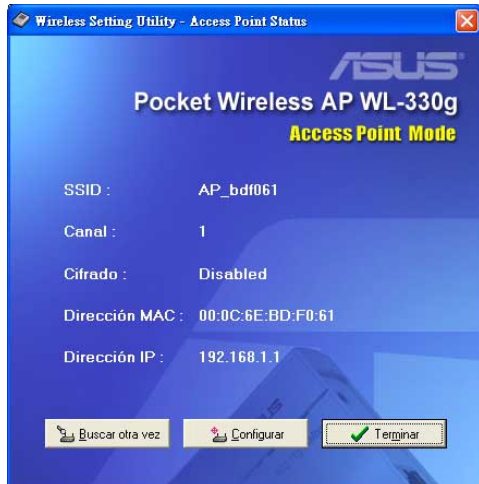 Wireless Setting Utility - Access Point Status
ASUS
Pocket Wireless AP WL-330g
Access Point Mode
SSID : AP_bdf061
Canal : 1
Cifrado : Disabled
Dirección MAC : 00:0C:6E:BD:F0:61
Dirección IP : 192.168.1.1
Buscar otra vez Configurar Terminar